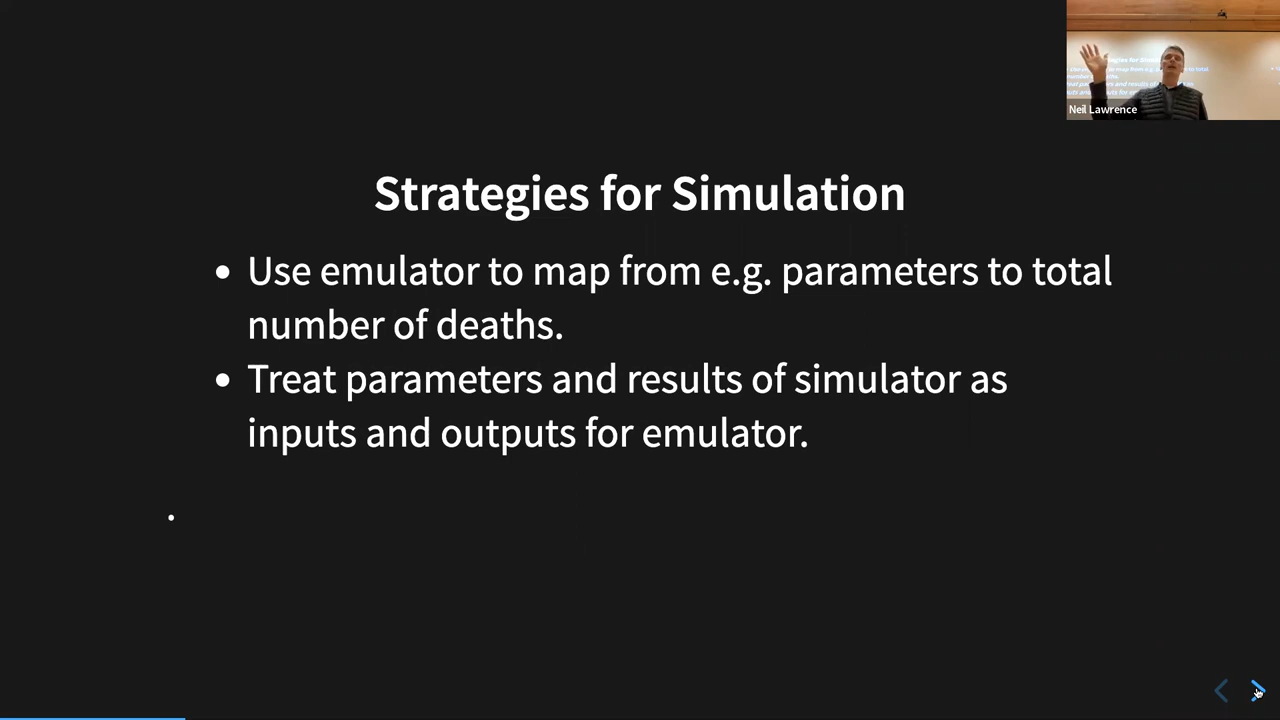 Neil Lawrence
Strategies for Simulation
• Use emulator to map from e.g. parameters to total
number of deaths.
• Treat parameters and results of simulator as
inputs and outputs for emulator.
.